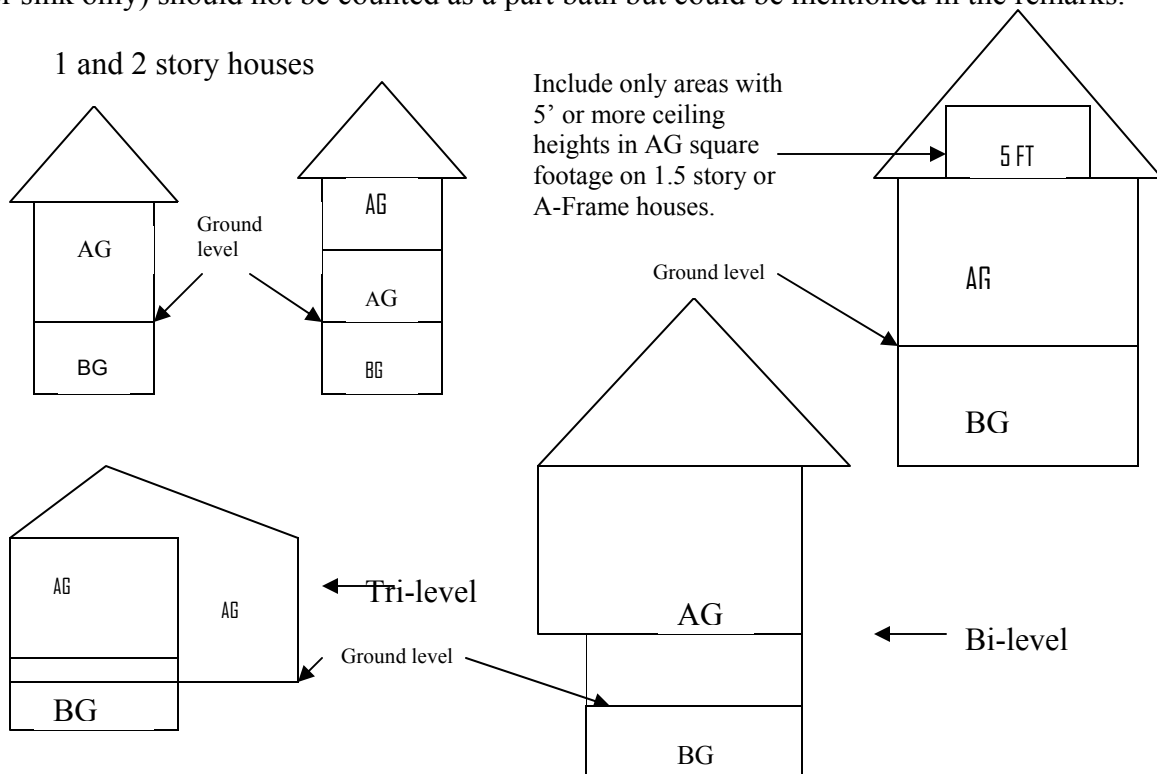 r sink only) should not be counted as a part bath but could be mentioned in the remarks.
1 and 2 story houses
Include only areas with
5’ or more ceiling
heights in AG square
footage on 1.5 story or
A-Frame houses.
5 FT
AG
Ground
level
AG
AG
BG
BG
Ground level
AG
BG
AG
AG
Tri-level
Ground level
BG
AG
Bi-level
BG